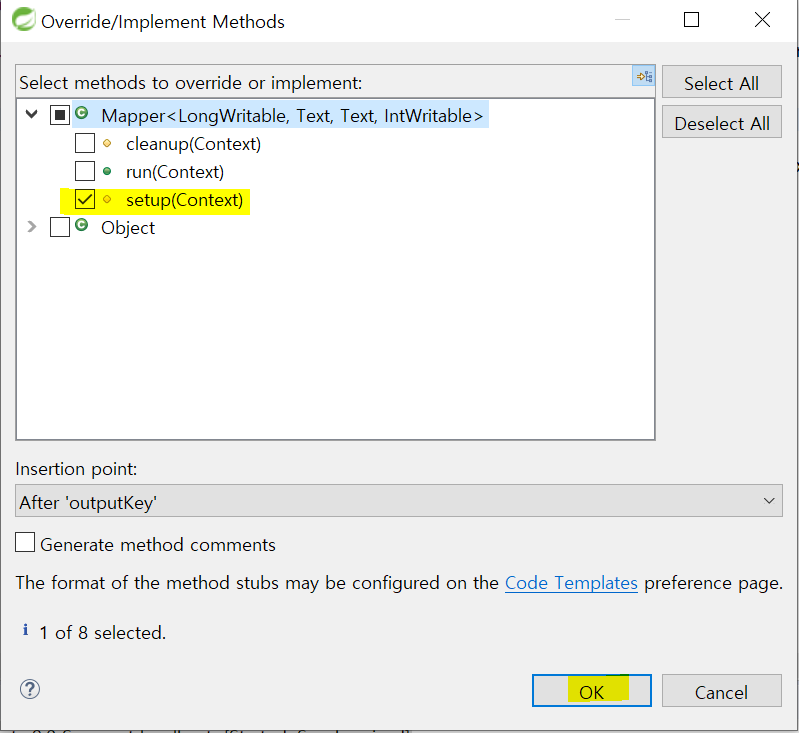 Override/Implement Methods
Select methods to override or implement:
Select All
Mapper<LongWritable, Text, Text, IntWritable>
Deselect All
cleanup(Context)
run(Context)
setup(Context)
Object
Insertion point:
After 'outputKey'
Generate method comments
The format of the method stubs may be configured on the Code Templates preference page.
1 of 8 selected.
OK
Cancel